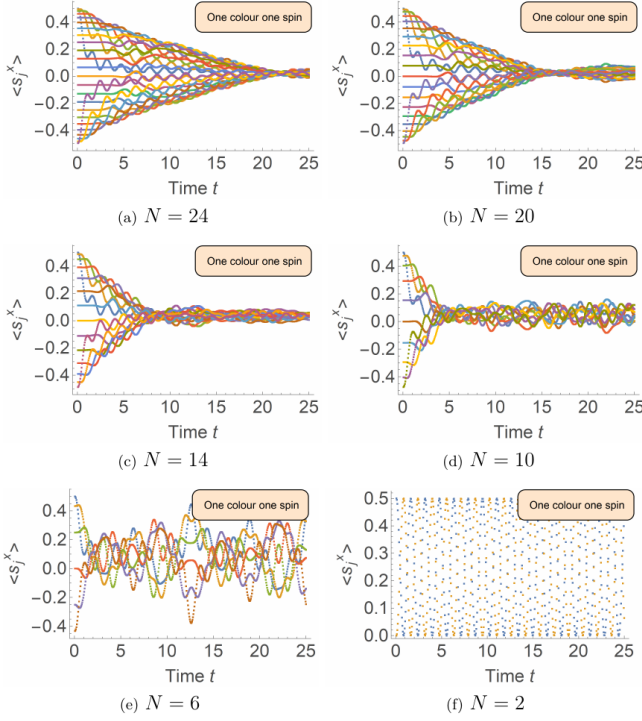 One colour one spin
0.4
0.2
0.0
−0.2
−0.4
<s_j^x>
0 5 10 15 20 25
Time t
(a) N = 24
One colour one spin
0.4
0.2
0.0
−0.2
−0.4
<s_j^x>
0 5 10 15 20 25
Time t
(b) N = 20
One colour one spin
0.4
0.2
0.0
−0.2
−0.4
<s_j^x>
0 5 10 15 20 25
Time t
(c) N = 14
One colour one spin
0.4
0.2
0.0
−0.2
−0.4
<s_j^x>
0 5 10 15 20 25
Time t
(d) N = 10
One colour one spin
0.4
0.2
0.0
−0.2
−0.4
<s_j^x>
0 5 10 15 20 25
Time t
(e) N = 6
One colour one spin
0.5
0.4
0.3
0.2
0.1
0.0
<s_j^x>
0 5 10 15 20 25
Time t
(f) N = 2